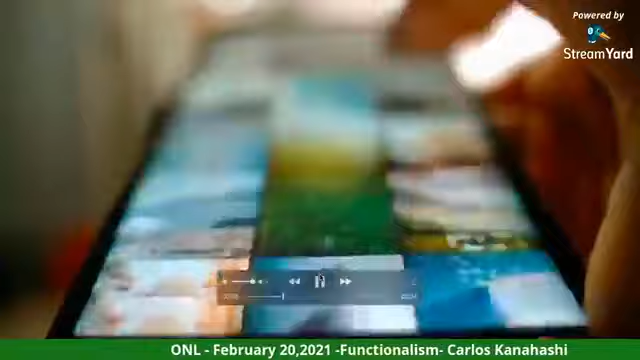 Powered by
StreamYard
ONL - February 20,2021 -Functionalism- Carlos Kanahashi